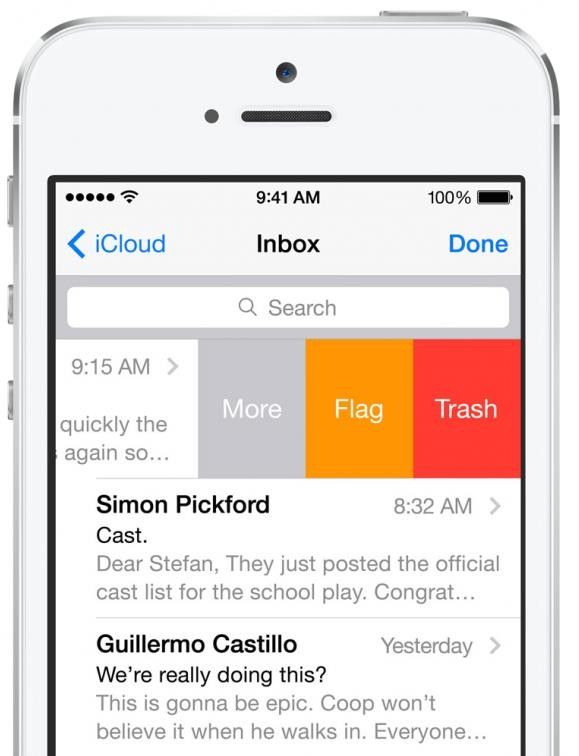 9:41 AM 100%
iCloud Inbox Done
Search
9:15 AM
quickly the
again so…
More Flag Trash
Simon Pickford 8:32 AM
Cast.
Dear Stefan, They just posted the official
cast list for the school play. Congrat…
Guillermo Castillo Yesterday
We’re really doing this?
This is gonna be epic. Coop won’t
believe it when he walks in. Everyone…